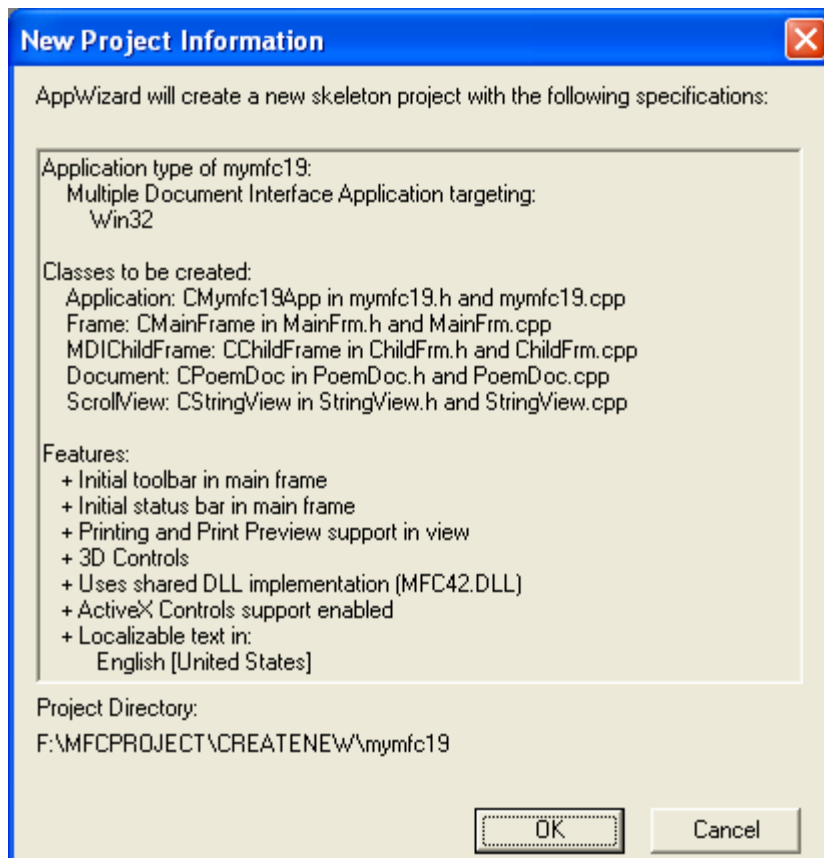 New Project Information
AppWizard will create a new skeleton project with the following specifications:
Application type of mymfc19:
Multiple Document Interface Application targeting:
Win32
Classes to be created:
Application: CMymfc19App in mymfc19.h and mymfc19.cpp
Frame: CMainFrame in MainFrm.h and MainFrm.cpp
MDIChildFrame: CChildFrame in ChildFrm.h and ChildFrm.cpp
Document: CPoemDoc in PoemDoc.h and PoemDoc.cpp
ScrollView: CStringView in StringView.h and StringView.cpp
Features:
+ Initial toolbar in main frame
+ Initial status bar in main frame
+ Printing and Print Preview support in view
+ 3D Controls
+ Uses shared DLL implementation (MFC42.DLL)
+ ActiveX Controls support enabled
+ Localizable text in:
English [United States]
Project Directory:
F:\MFCPROJECT\CREATENEW\mymfc19
OK Cancel